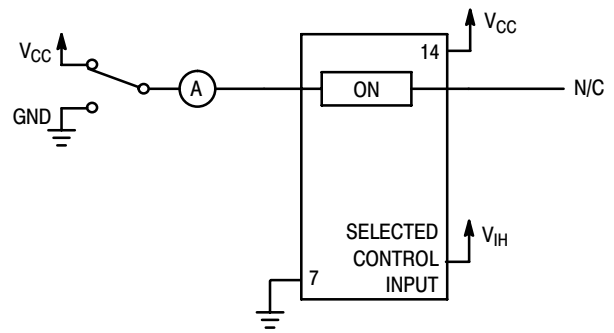 VCC
14
VCC
A
ON
N/C
GND
SELECTED
CONTROL
INPUT
VIH
7